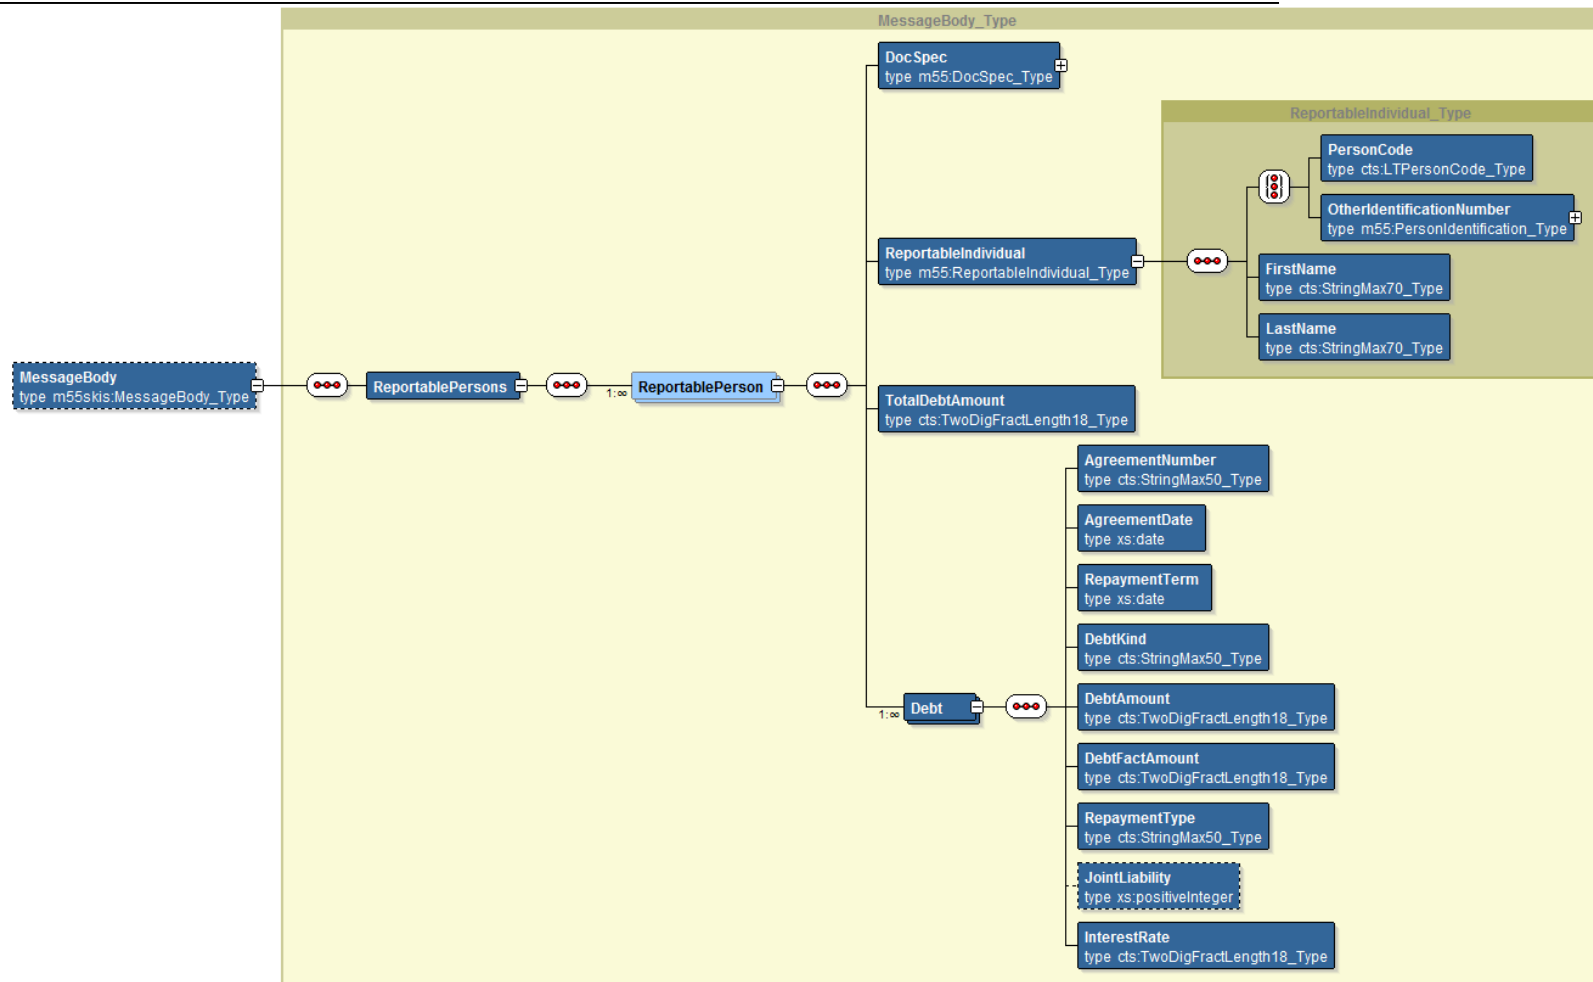 MessageBody_Type
DocSpec
type m55:DocSpec_Type
ReportableIndividual_Type
PersonCode
type cts:LTPersonCode_Type
OtherIdentificationNumber
type m55:PersonIdentification_Type
ReportableIndividual
type m55:ReportableIndividual_Type
FirstName
type cts:StringMax70_Type
LastName
type cts:StringMax70_Type
MessageBody
type m55skis:MessageBody_Type
ReportablePersons
1:∞
ReportablePerson
TotalDebtAmount
type cts:TwoDigFractLength18_Type
AgreementNumber
type cts:StringMax50_Type
AgreementDate
type xs:date
RepaymentTerm
type xs:date
DebtKind
type cts:StringMax50_Type
1:∞
Debt
DebtAmount
type cts:TwoDigFractLength18_Type
DebtFactAmount
type cts:TwoDigFractLength18_Type
RepaymentType
type cts:StringMax50_Type
JointLiability
type xs:positiveInteger
InterestRate
type cts:TwoDigFractLength18_Type